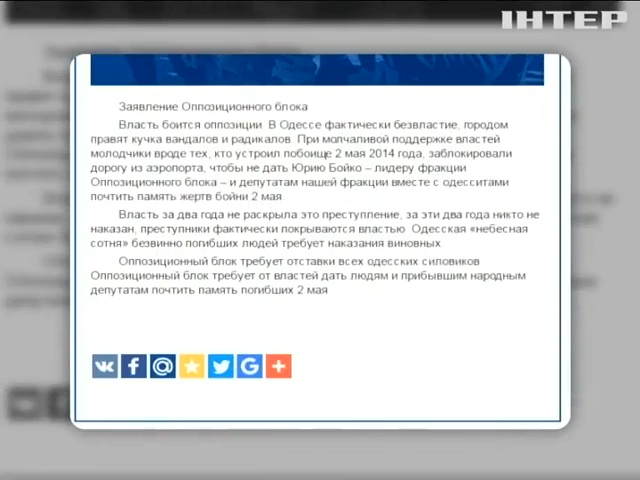 ІНТЕР
Заявление Оппозиционного блока
Власть боится оппозиции. В Одессе фактически безвластие, городом
правят кучка вандалов и радикалов. При молчаливой поддержке властей
молодчики вроде тех, кто устроил побоище 2 мая 2014 года, заблокировали
дорогу из аэропорта, чтобы не дать Юрию Бойко – лидеру фракции
Оппозиционного блока – и депутатам нашей фракции вместе с одесситами
почтить память жертв бойни 2 мая.
Власть за два года не раскрыла это преступление, за эти два года никто не
наказан, преступники фактически покрываются властью. Одесская «небесная
сотня» безвинно погибших людей требует наказания виновных.
Оппозиционный блок требует отставки всех одесских силовиков.
Оппозиционный блок требует от властей дать людям и прибывшим народным
депутатам почтить память погибших 2 мая.